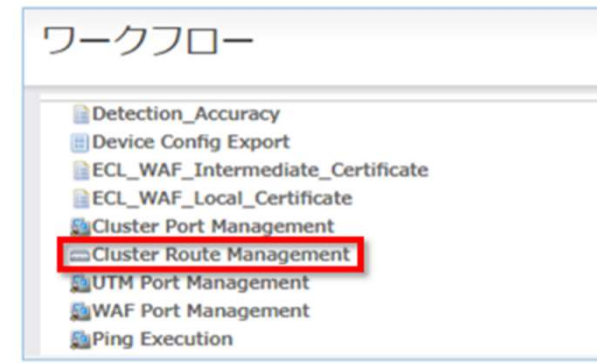 ワークフロー
Detection_Accuracy
Device Config Export
ECL_WAF_Intermediate_Certificate
ECL_WAF_Local_Certificate
Cluster Port Management
Cluster Route Management
UTM Port Management
WAF Port Management
Ping Execution